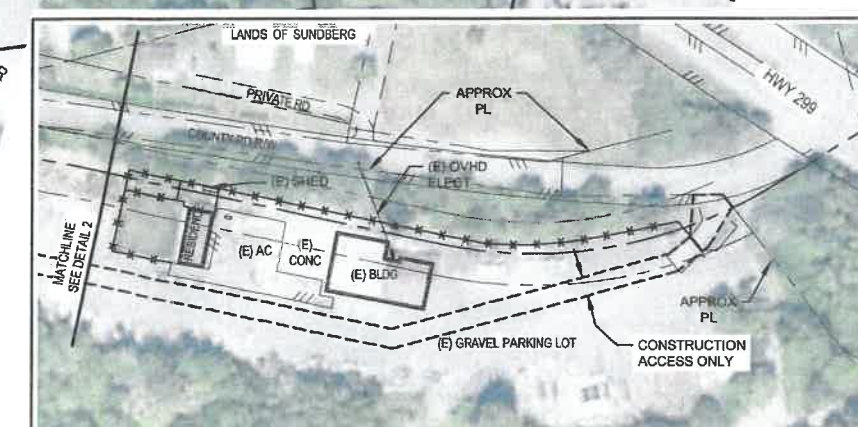 LANDS OF SUNDBERG
HWY 299
PRIVATE RD
APPROX
PL
COUNTY RD R/W
(E) OVHD
ELECT
(E) SHED
RESIDENCE
MATCHLINE
SEE DETAIL 2
(E) AC
(E)
CONC
(E) BLDG
APPROX
PL
(E) GRAVEL PARKING LOT
CONSTRUCTION
ACCESS ONLY